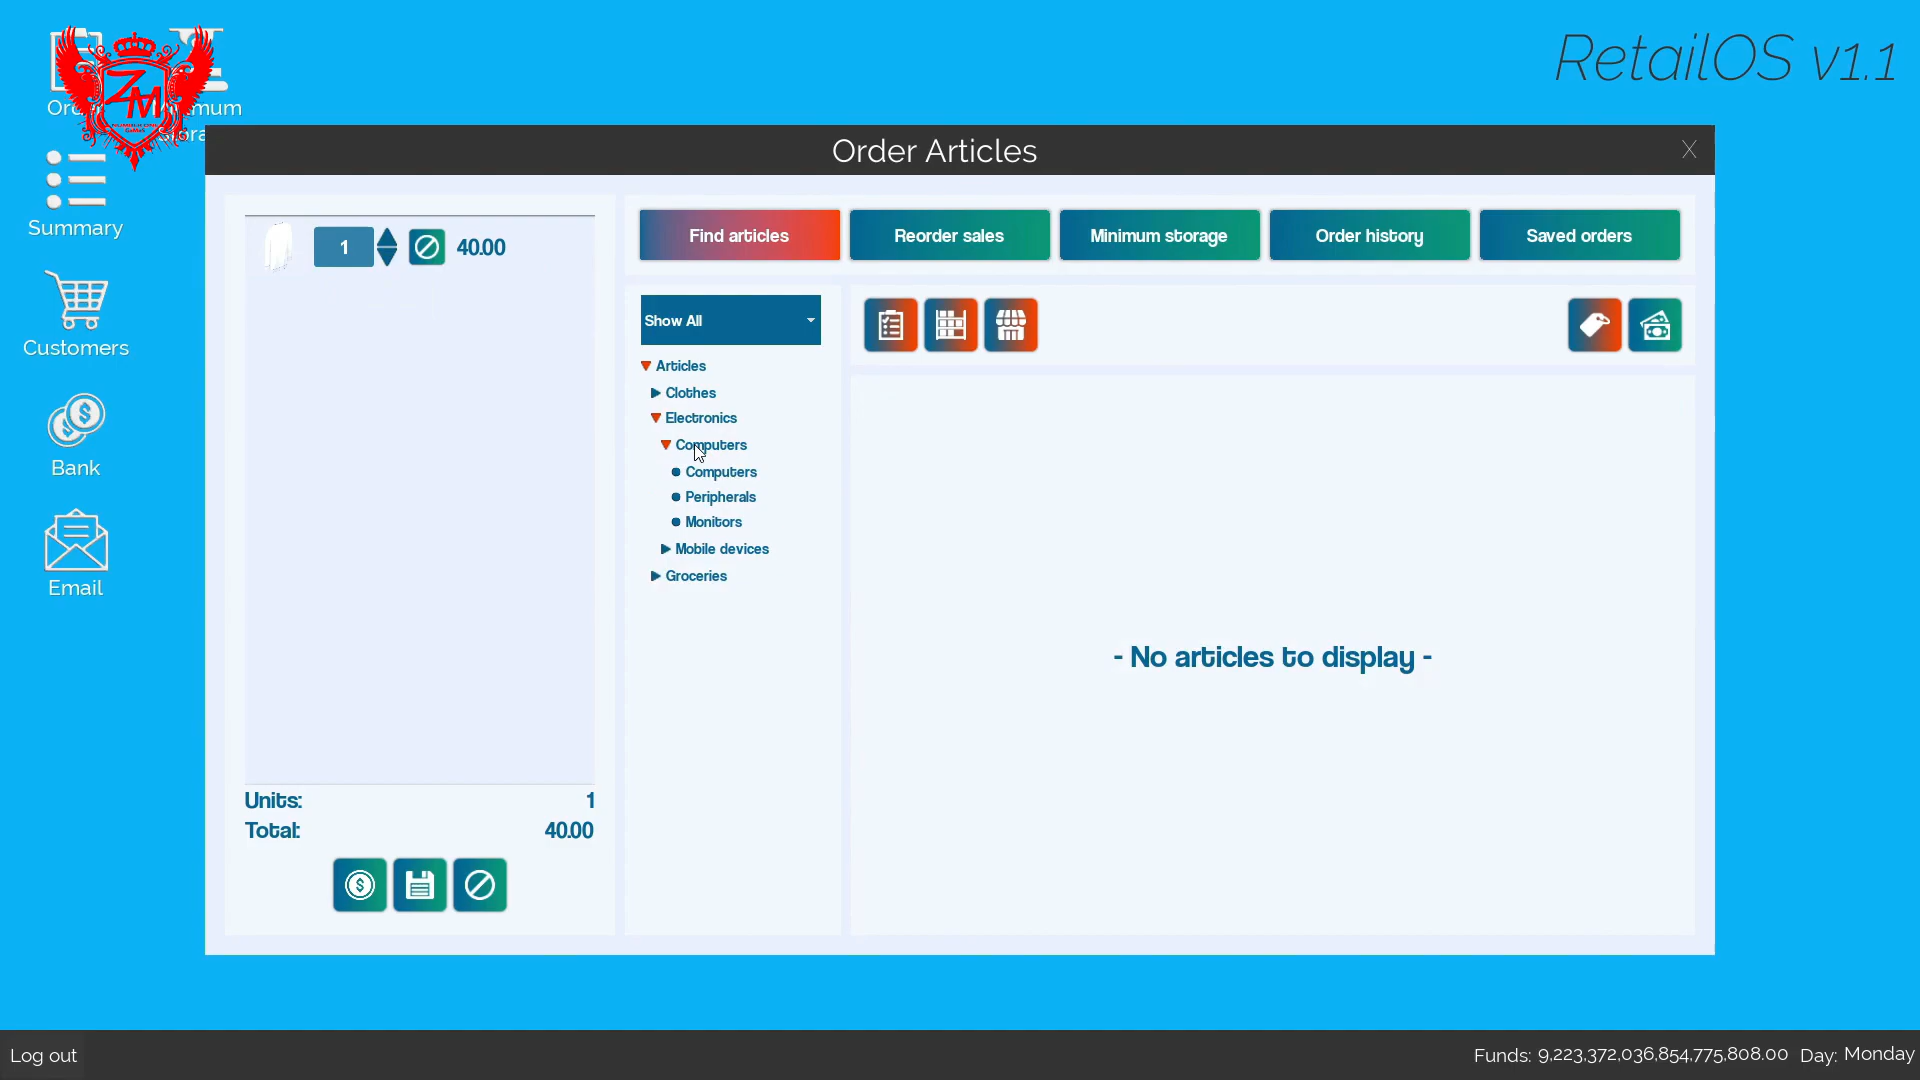 RetailOS v1.1
Order Articles
X
Summary
Customers
Bank
Email
1
40.00
Units: 1
Total: 40.00
Find articles
Reorder sales
Minimum storage
Order history
Saved orders
Show All
Articles
Clothes
Electronics
Computers
Computers
Peripherals
Monitors
Mobile devices
Groceries
- No articles to display -
Log out
Funds: 9,223,372,036,854,775,808.00 Day: Monday
ZM